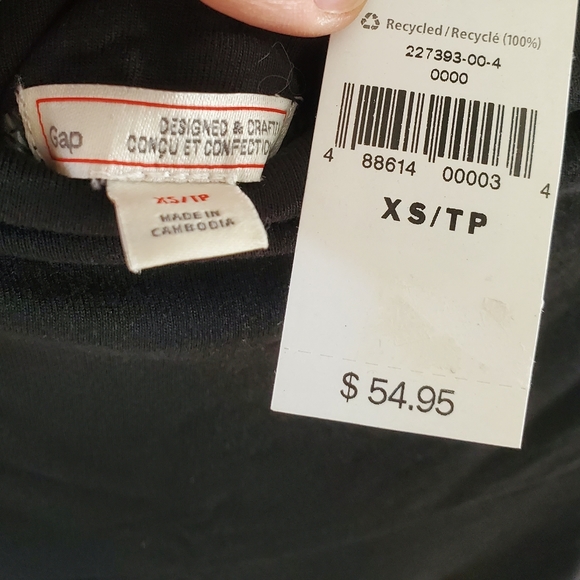 Gap
DESIGNED & CRAFT
CONÇU ET CONFECTION
XS/TP
MADE IN
CAMBODIA
Recycled / Recyclé (100%)
227393-00-4
0000
4 88614 00003 4
XS/TP
$ 54.95